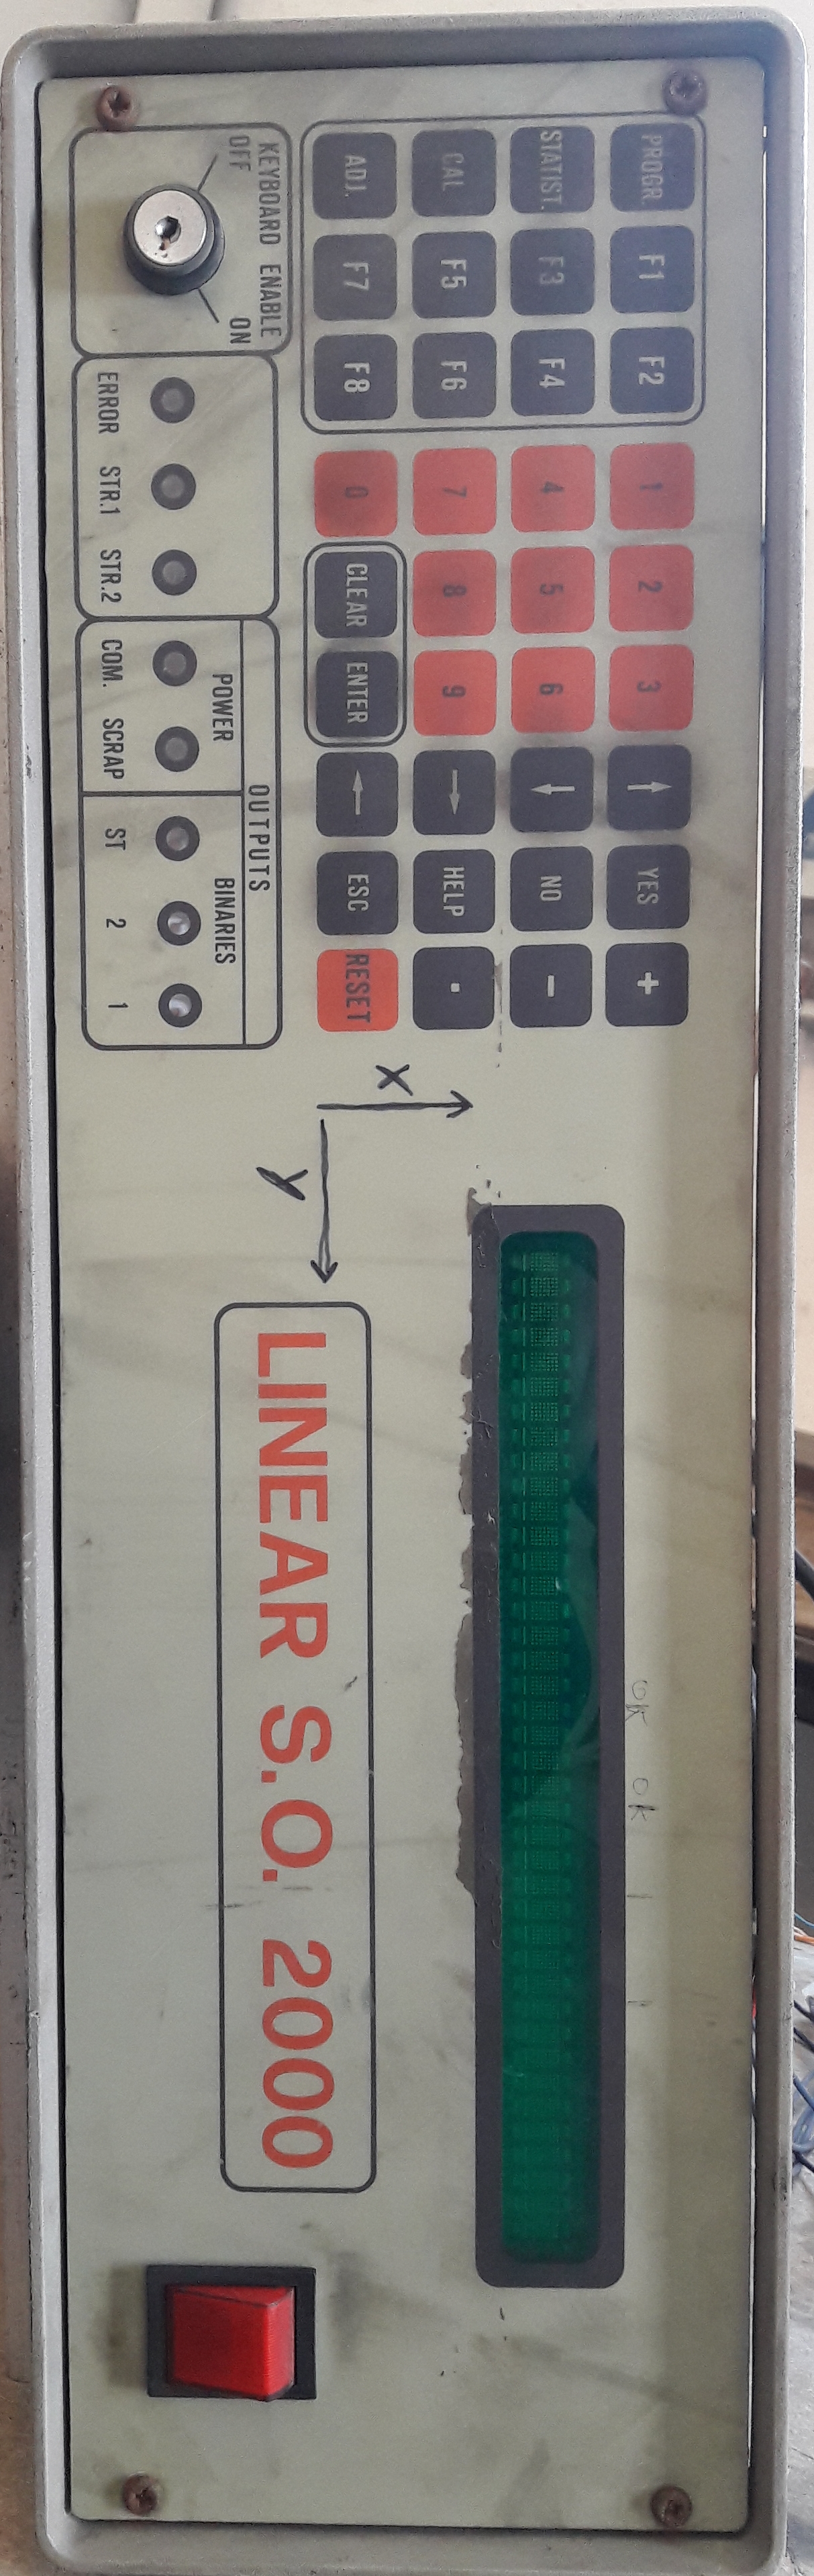 PROGR. F1 F2 1 2 3 ↑ YES +
STATIST. F3 F4 4 5 6 ↓ NO -
CAL F5 F6 7 8 9 → HELP .
ADJ. F7 F8 0 CLEAR ENTER ← ESC RESET
KEYBOARD ENABLE
OFF ON
OUTPUTS
POWER BINARIES
ERROR STR.1 STR.2 COM. SCRAP ST 2 1
X
Y
OK OK
LINEAR S.O. 2000